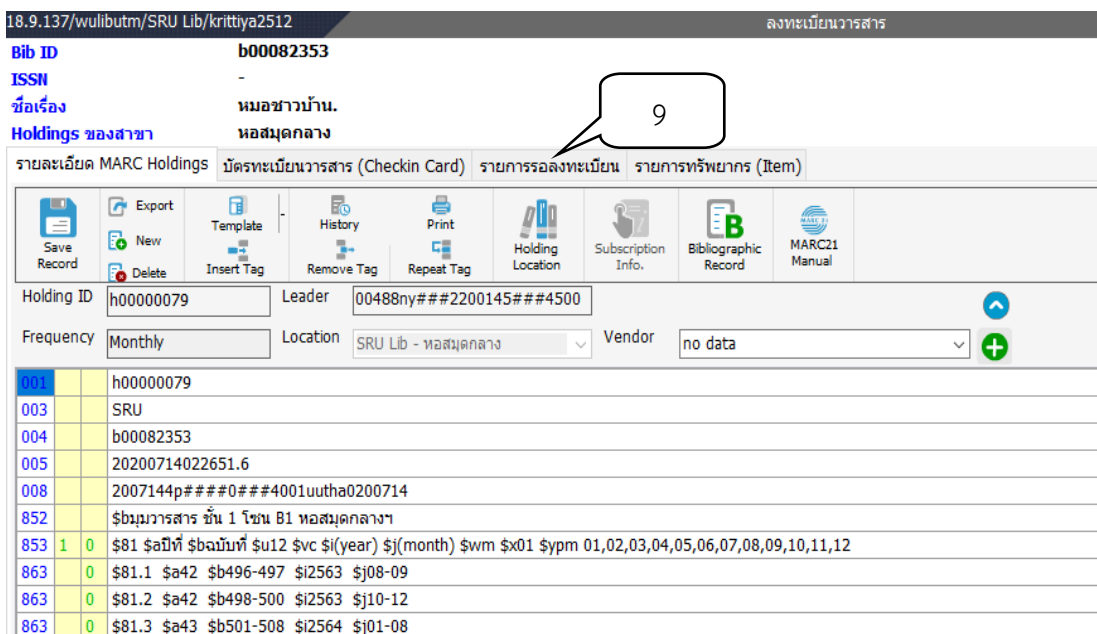 18.9.137/wulibutm/SRU Lib/krittiya2512 ลงทะเบียนวารสาร
Bib ID b00082353
ISSN -
ชื่อเรื่อง หมอชาวบ้าน.
Holdings ของสาขา หอสมุดกลาง
9
รายละเอียด MARC Holdings บัตรทะเบียนวารสาร (Checkin Card) รายการรอลงทะเบียน รายการทรัพยากร (Item)
Save Record
Export
New
Delete
Template
Insert Tag
History
Remove Tag
Print
Repeat Tag
Holding Location
Subscription Info.
Bibliographic Record
MARC 21
MARC21 Manual
Holding ID h00000079 Leader 00488ny###2200145###4500
Frequency Monthly Location SRU Lib - หอสมุดกลาง Vendor no data
001 h00000079
003 SRU
004 b00082353
005 20200714022651.6
008 2007144p####0###4001uutha0200714
852 $bมุมวารสาร ชั้น 1 โซน B1 หอสมุดกลางฯ
853 1 0 $81 $aปีที่ $bฉบับที่ $u12 $vc $i(year) $j(month) $wm $x01 $ypm 01,02,03,04,05,06,07,08,09,10,11,12
863 0 $81.1 $a42 $b496-497 $i2563 $j08-09
863 0 $81.2 $a42 $b498-500 $i2563 $j10-12
863 0 $81.3 $a43 $b501-508 $i2564 $j01-08